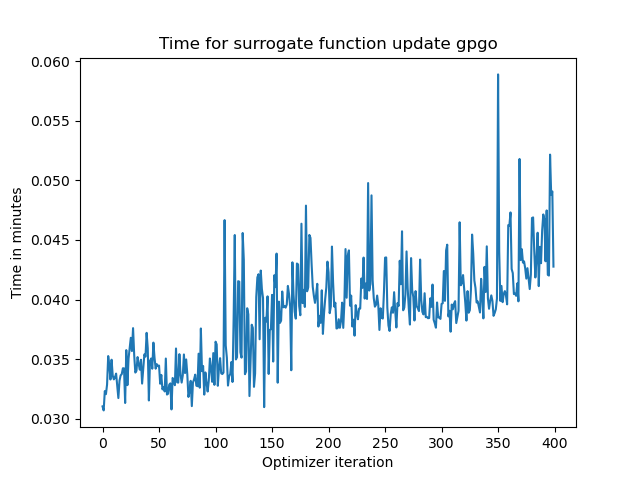 Time for surrogate function update gpgo
0.060
0.055
0.050
0.045
0.040
0.035
0.030
Time in minutes
0 50 100 150 200 250 300 350 400
Optimizer iteration